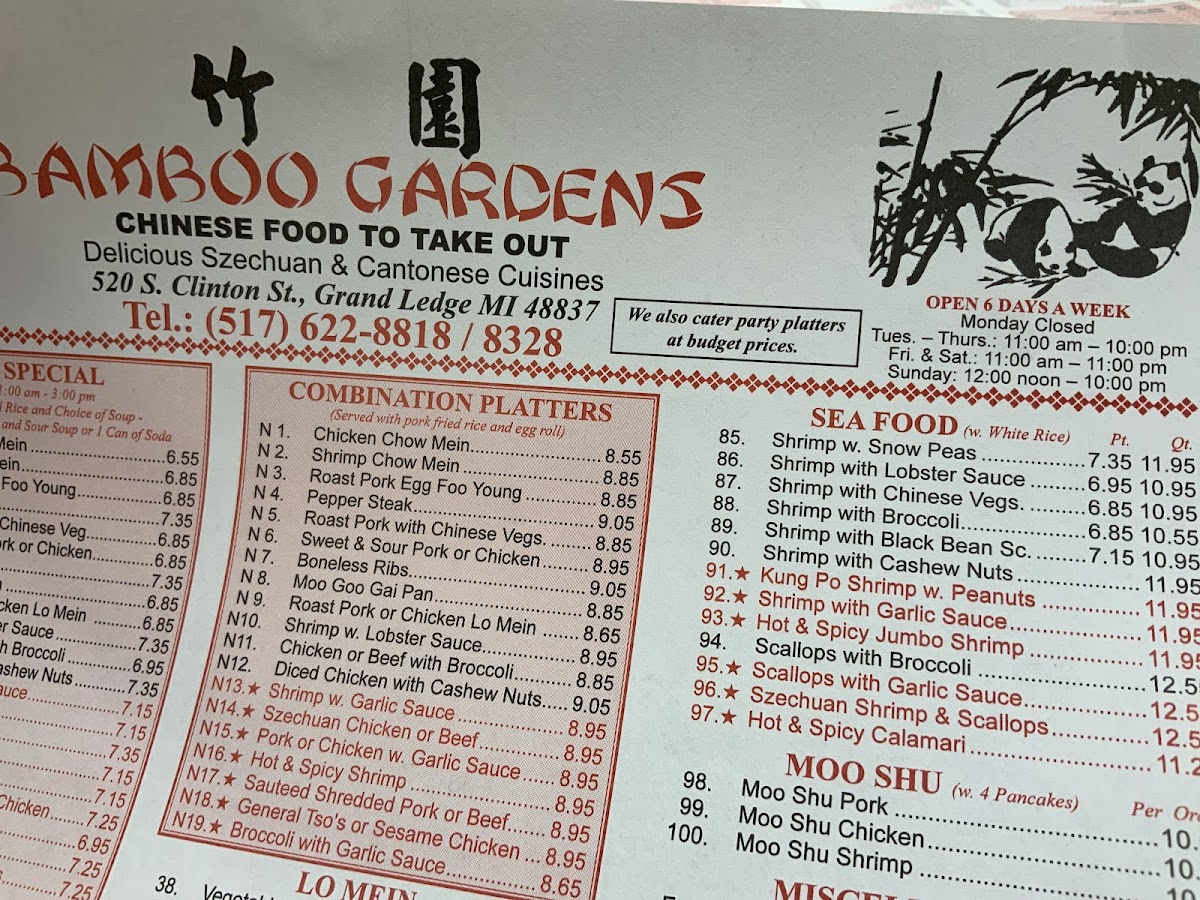 竹 園
BAMBOO GARDENS
CHINESE FOOD TO TAKE OUT
Delicious Szechuan & Cantonese Cuisines
520 S. Clinton St., Grand Ledge MI 48837
Tel.: (517) 622-8818 / 8328
We also cater party platters
at budget prices.
OPEN 6 DAYS A WEEK
Monday Closed
Tues. – Thurs.: 11:00 am – 10:00 pm
Fri. & Sat.: 11:00 am – 11:00 pm
Sunday: 12:00 noon – 10:00 pm
SPECIAL
1:00 am - 3:00 pm
Rice and Choice of Soup -
and Sour Soup or 1 Can of Soda
Mein 6.55
6.85
Foo Young 6.85
7.35
Chinese Veg 6.85
or Chicken 6.85
7.35
6.85
Lo Mein 6.85
Sauce 7.35
Broccoli 6.95
Nuts 7.35
7.15
7.15
7.35
7.15
7.15
Chicken 7.25
6.95
7.25
7.25
COMBINATION PLATTERS
(Served with pork fried rice and egg roll)
N 1. Chicken Chow Mein 8.55
N 2. Shrimp Chow Mein 8.85
N 3. Roast Pork Egg Foo Young 8.85
N 4. Pepper Steak 9.05
N 5. Roast Pork with Chinese Vegs. 8.85
N 6. Sweet & Sour Pork or Chicken 8.95
N 7. Boneless Ribs 9.05
N 8. Moo Goo Gai Pan 8.85
N 9. Roast Pork or Chicken Lo Mein 8.65
N10. Shrimp w. Lobster Sauce 8.95
N11. Chicken or Beef with Broccoli 8.85
N12. Diced Chicken with Cashew Nuts 9.05
N13.★ Shrimp w. Garlic Sauce 8.95
N14.★ Szechuan Chicken or Beef 8.95
N15.★ Pork or Chicken w. Garlic Sauce 8.95
N16.★ Hot & Spicy Shrimp 8.95
N17.★ Sauteed Shredded Pork or Beef 8.95
N18.★ General Tso's or Sesame Chicken 8.95
N19.★ Broccoli with Garlic Sauce 8.65
LO MEIN
38.
SEA FOOD (w. White Rice) Pt. Qt.
85. Shrimp w. Snow Peas 7.35 11.95
86. Shrimp with Lobster Sauce 6.95 10.95
87. Shrimp with Chinese Vegs. 6.85 10.95
88. Shrimp with Broccoli 6.85 10.55
89. Shrimp with Black Bean Sc. 7.15 10.95
90. Shrimp with Cashew Nuts 11.95
91.★ Kung Po Shrimp w. Peanuts 11.95
92.★ Shrimp with Garlic Sauce 11.95
93.★ Hot & Spicy Jumbo Shrimp 11.95
94. Scallops with Broccoli 12.5
95.★ Scallops with Garlic Sauce 12.5
96.★ Szechuan Shrimp & Scallops 12.5
97.★ Hot & Spicy Calamari 11.2
MOO SHU (w. 4 Pancakes) Per
98. Moo Shu Pork 10.
99. Moo Shu Chicken 10.
100. Moo Shu Shrimp 10.